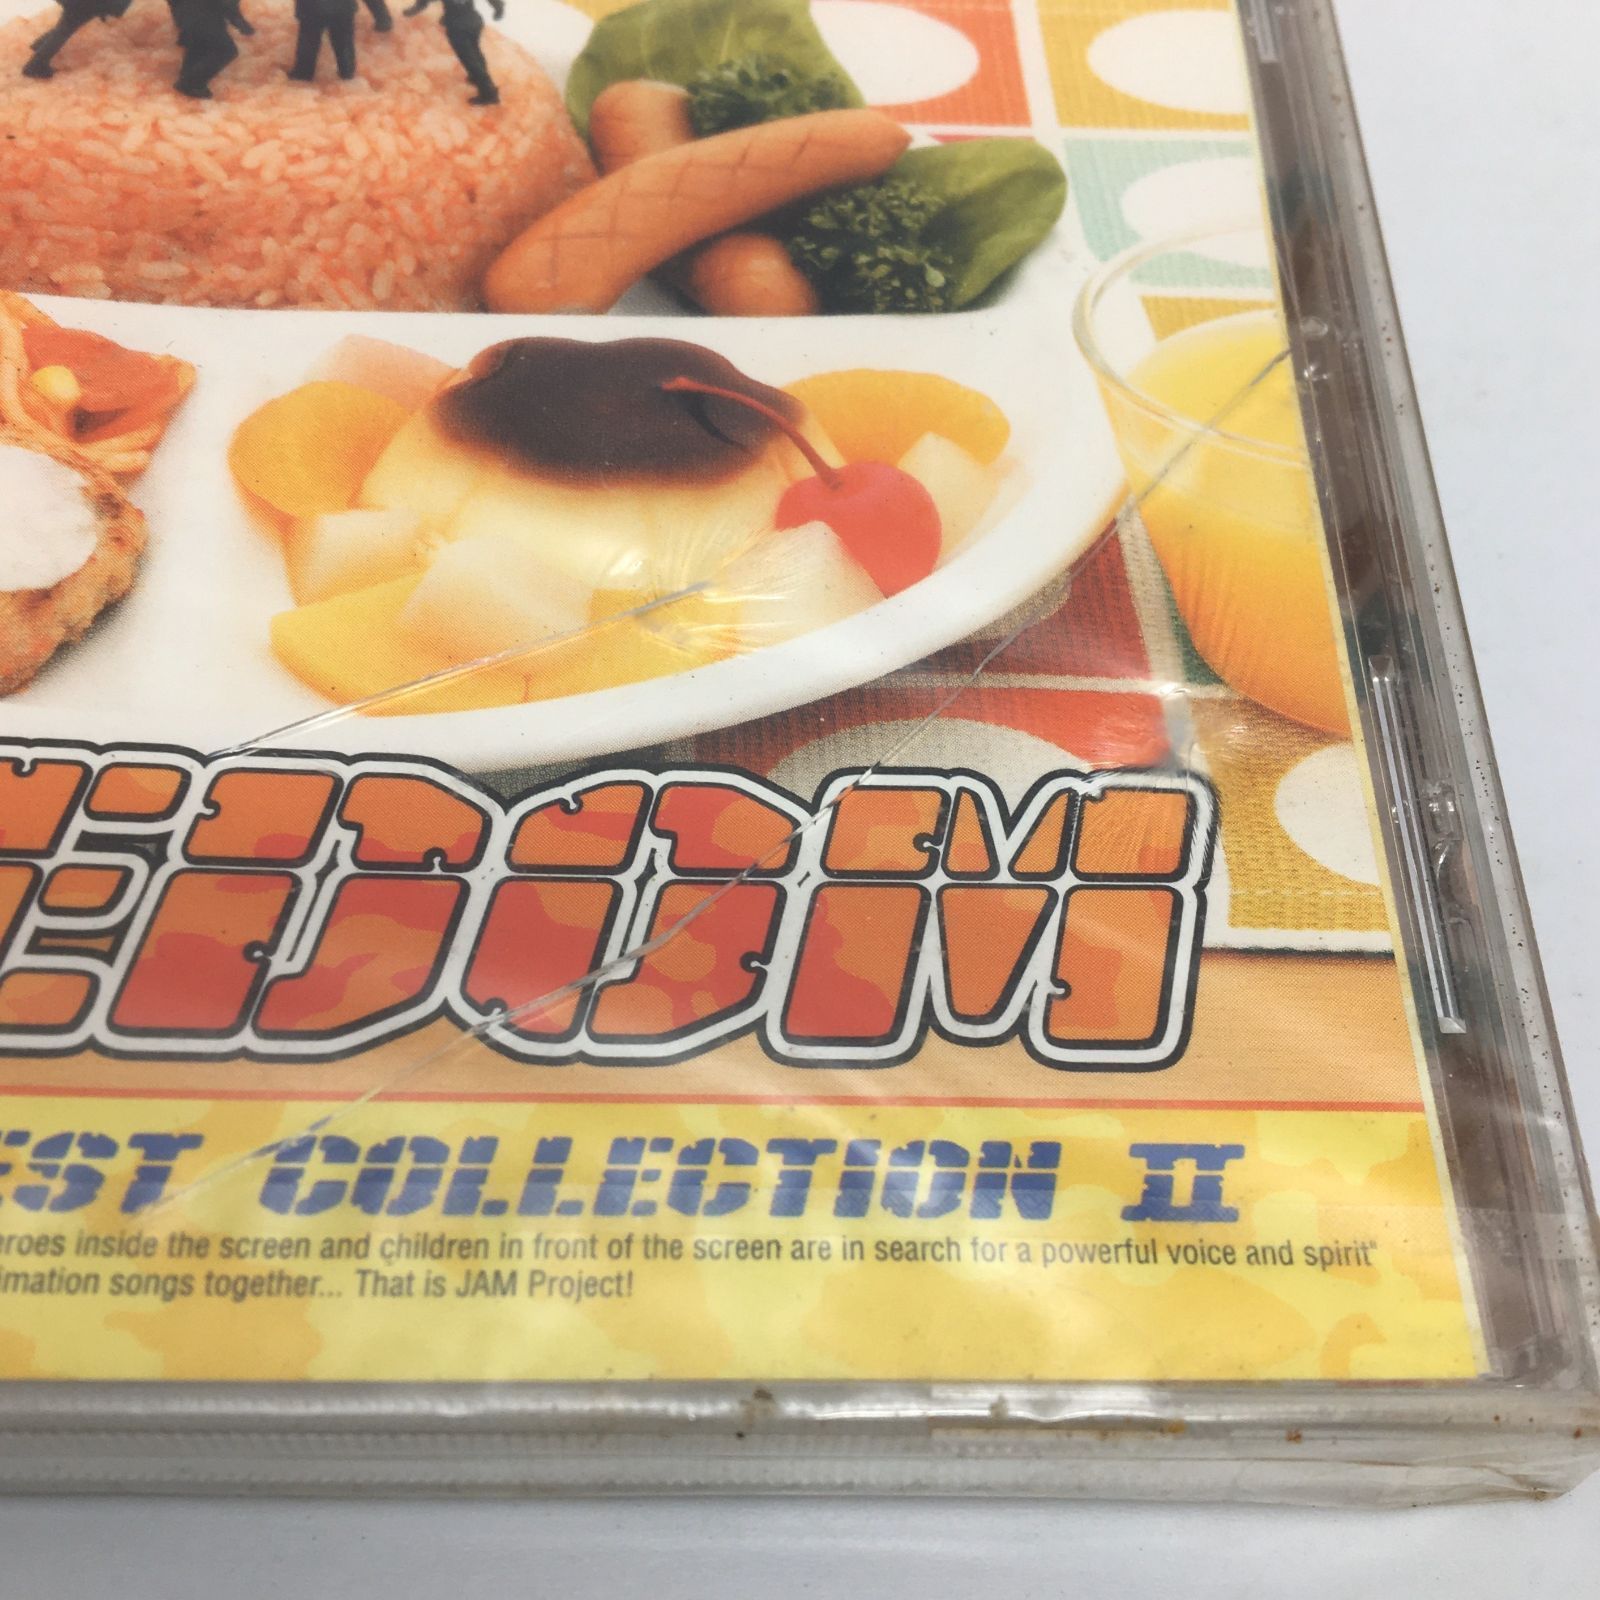 EEDOM
EST COLLECTION II
eroes inside the screen and children in front of the screen are in search for a powerful voice and spirit"
imation songs together... That is JAM Project!